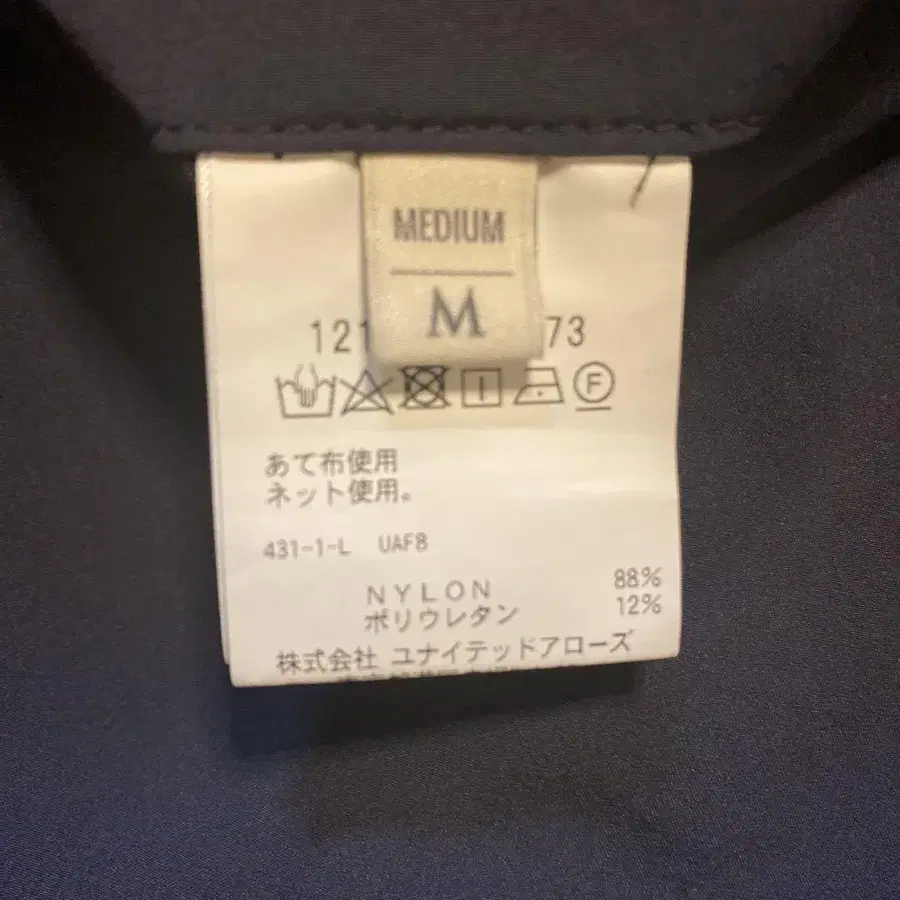 MEDIUM
M
121 73
F
あて布使用
ネット使用。
431-1-L UAF8
NYLON 88%
ポリウレタン 12%
株式会社 ユナイテッドアローズ